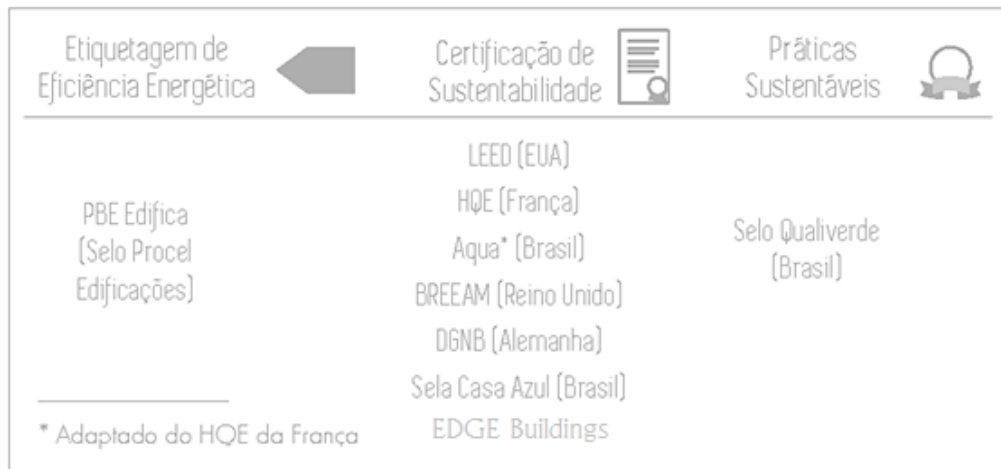 Etiquetagem de
Eficiência Energética
Certificação de
Sustentabilidade
Práticas
Sustentáveis
PBE Edifica
(Selo Procel
Edificações)
LEED (EUA)
HQE (França)
Aqua* (Brasil)
BREEAM (Reino Unido)
DGNB (Alemanha)
Sela Casa Azul (Brasil)
EDGE Buildings
Selo Qualiverde
(Brasil)
* Adaptado do HQE da França